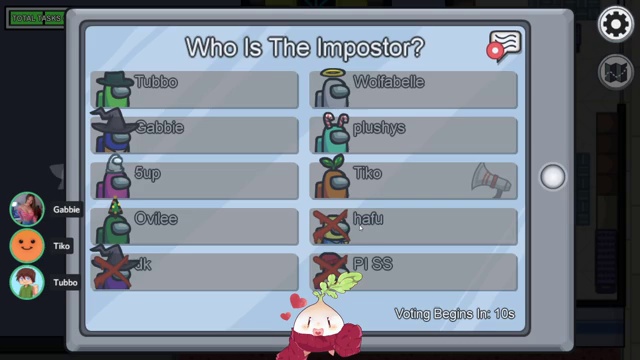 TOTAL TASKS
Who Is The Impostor?
Tubbo
Wolfabelle
Gabbie
plushys
5up
Tiko
Ovilee
hafu
jk
PI SS
Gabbie
Tiko
Tubbo
Voting Begins In: 10s